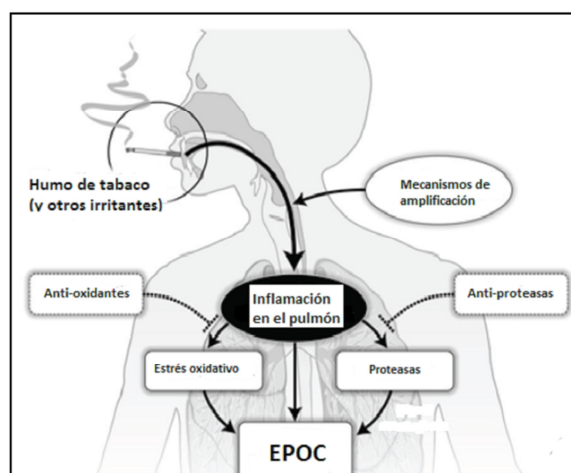 Humo de tabaco
(y otros irritantes)
Mecanismos de
amplificación
Anti-oxidantes
Inflamación
en el pulmón
Anti-proteasas
Estrés oxidativo
Proteasas
EPOC